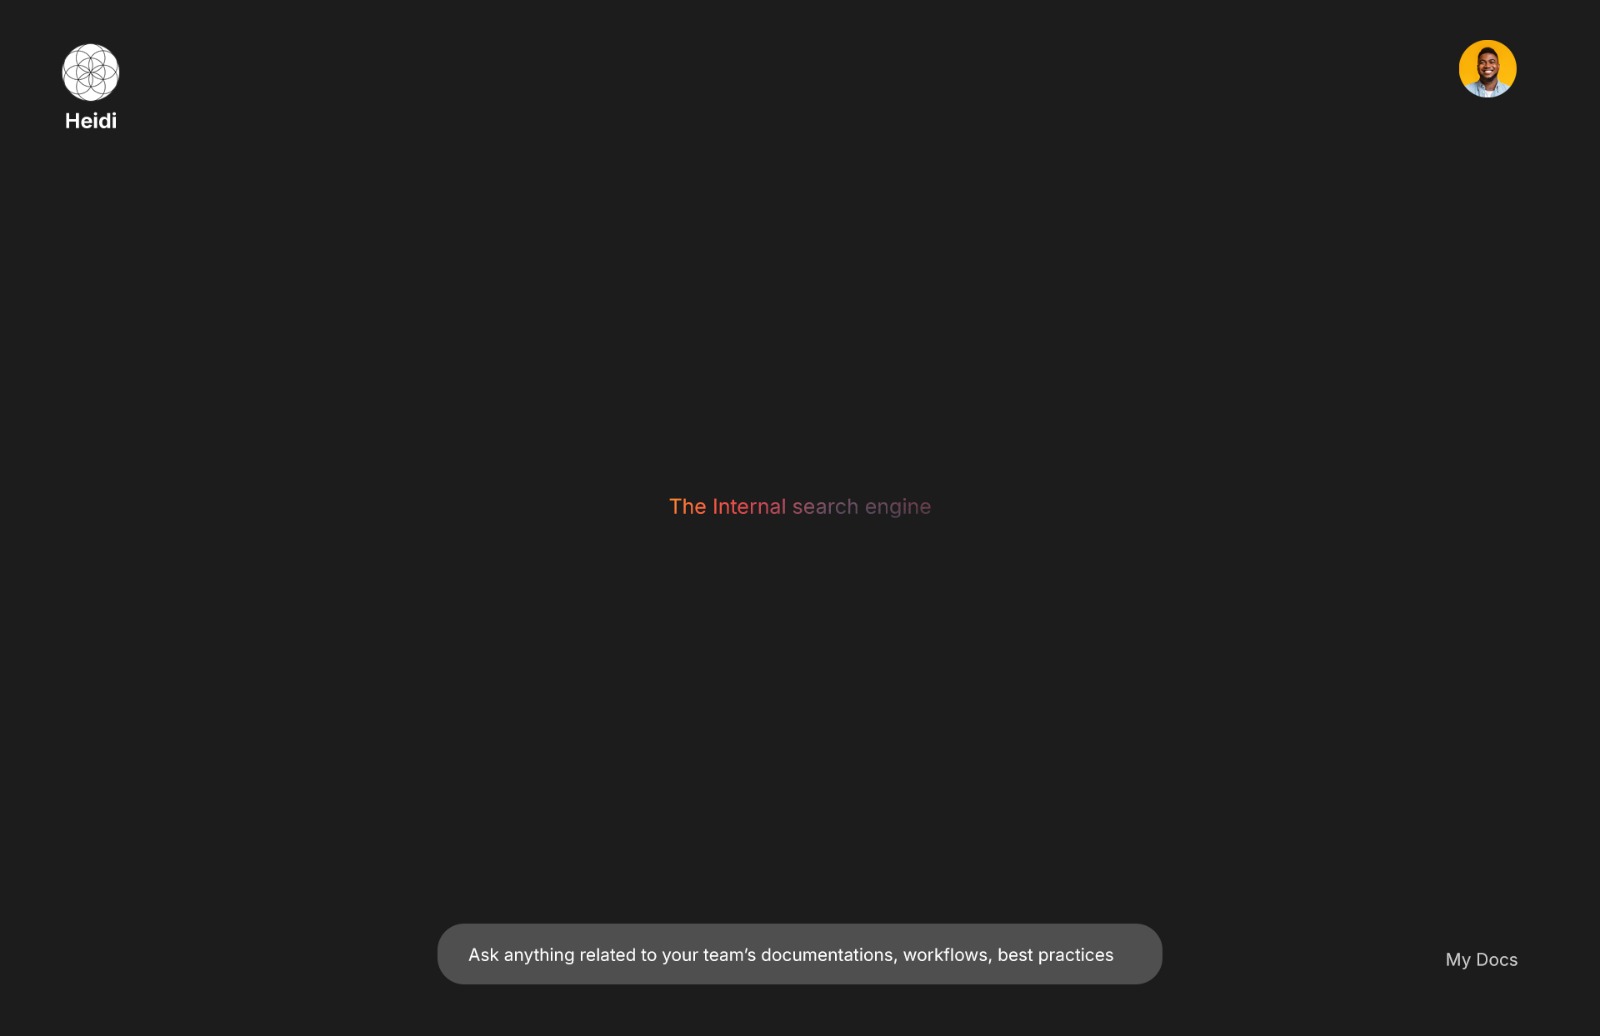 Heidi
The Internal search engine
Ask anything related to your team’s documentations, workflows, best practices
My Docs